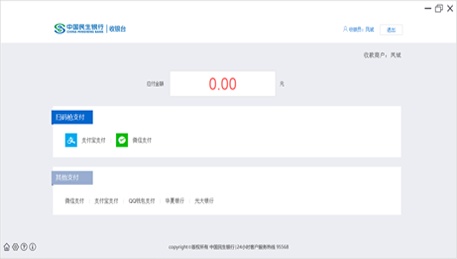 中国民生银行 收银台
CHINA MINSHENG BANK
收银员：民诚
退出
收款商户：民诚
应付金额 0.00 元
扫码枪支付
支付宝支付 微信支付
其他支付
微信支付 支付宝支付 QQ钱包支付 华夏银行 光大银行
copyright©版权所有 中国民生银行 | 24小时客户服务热线 95568